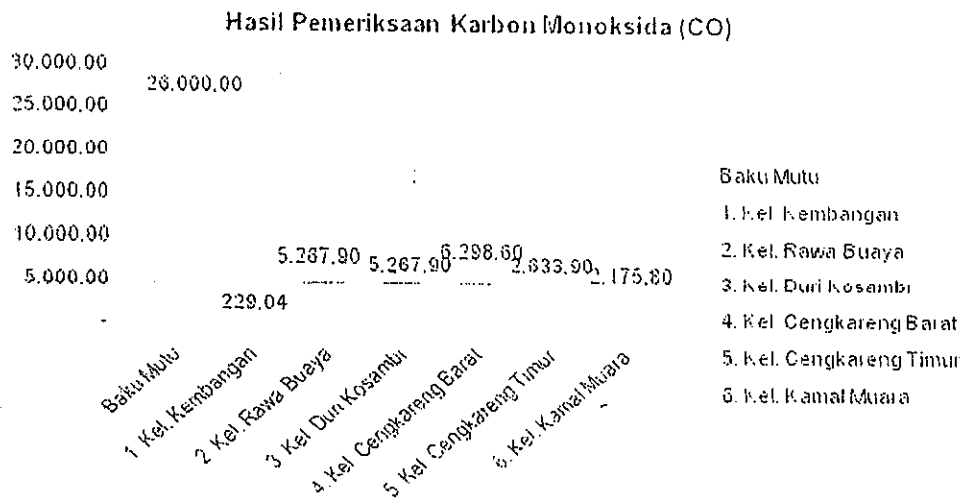 Hasil Pemeriksaan Karbon Monoksida (CO)
30.000.00
25.000.00
20.000.00
15.000.00
10.000.00
5.000.00
-
26.000.00
229.04
5.267.90
5.267.90
6.298.60
2.633.90
2.175.80
Baku Mutu
1 Kel. Kembangan
2 Kel. Rawa Buaya
3 Kel Duri Kosambi
4. Kel Cengkareng Barat
5 Kel Cengkareng Timur
6. Kel. Kamal Muara
Baku Mutu
1. Kel Kembangan
2. Kel. Rawa Buaya
3. Kel. Duri Kosambi
4. Kel Cengkareng Barat
5. Kel. Cengkareng Timur
6. Kel. Kamal Muara